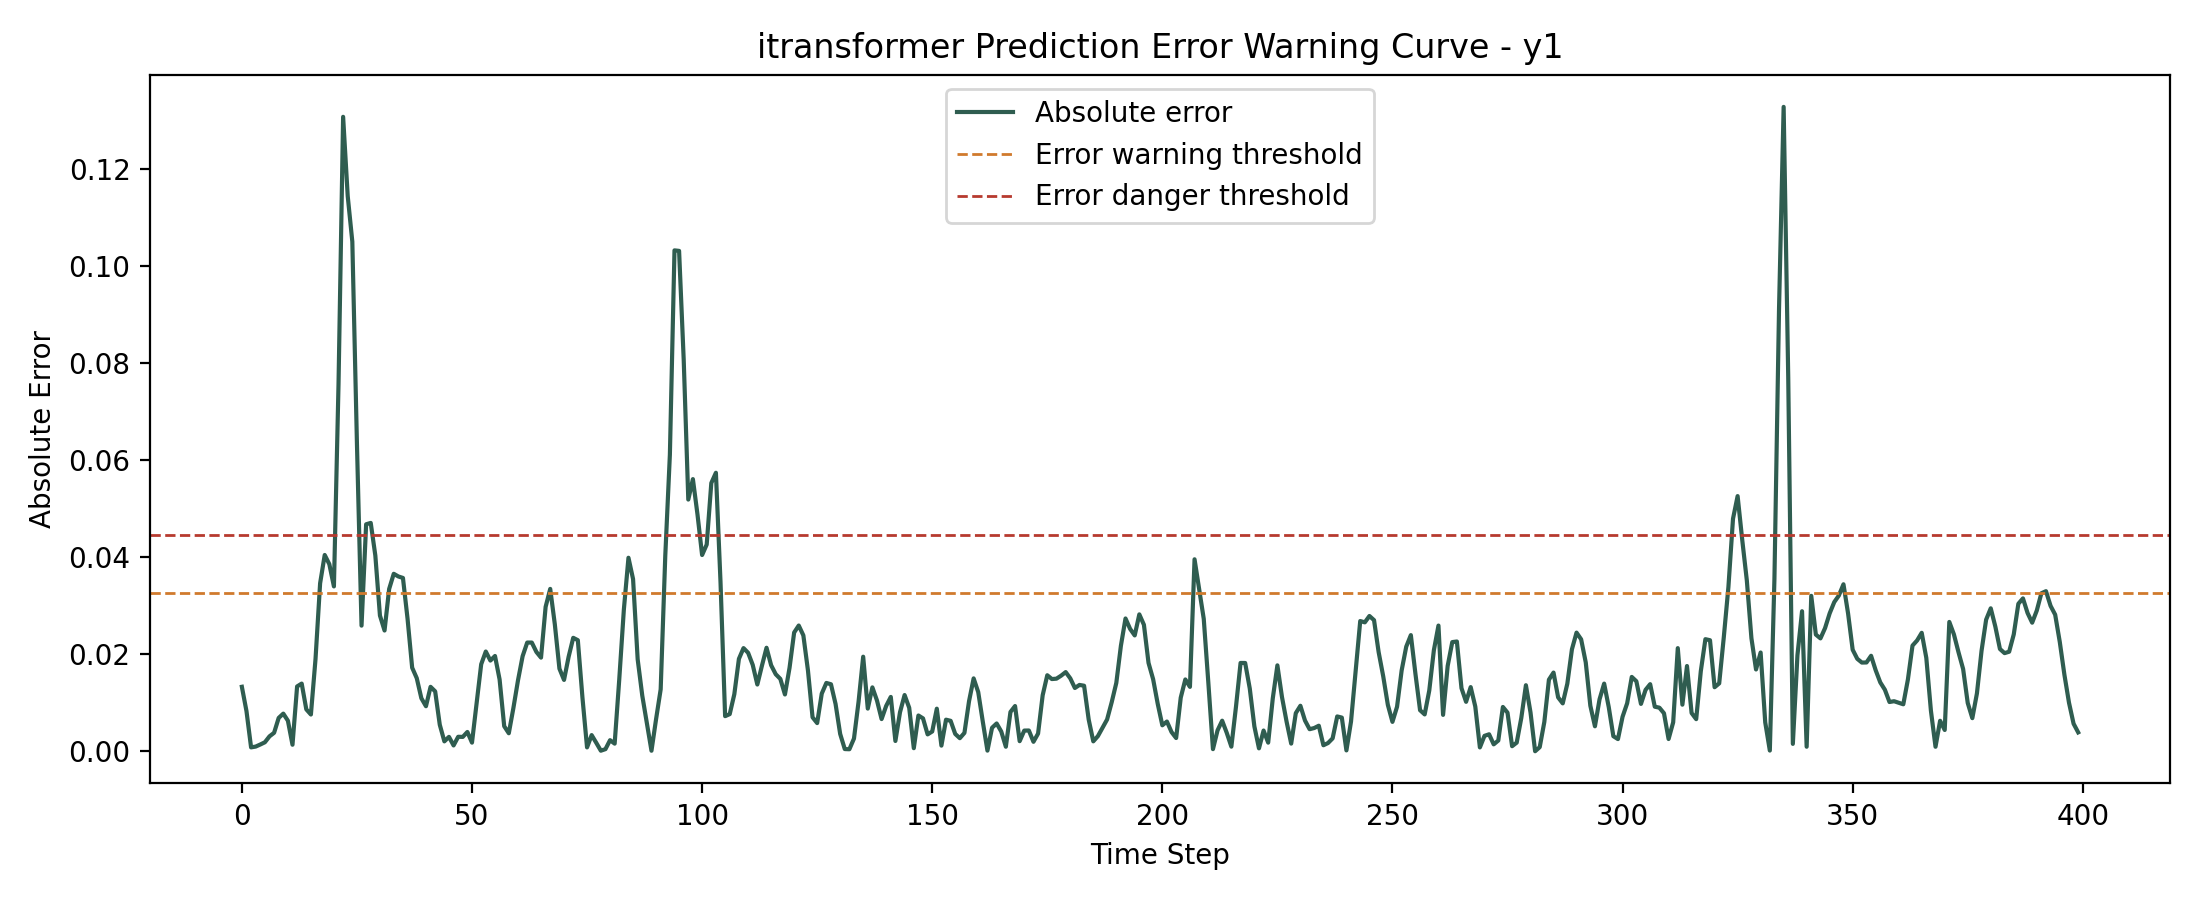 itransformer Prediction Error Warning Curve - y1
Absolute error
Error warning threshold
Error danger threshold
0.12
0.10
0.08
0.06
0.04
0.02
0.00
Absolute Error
0 50 100 150 200 250 300 350 400
Time Step